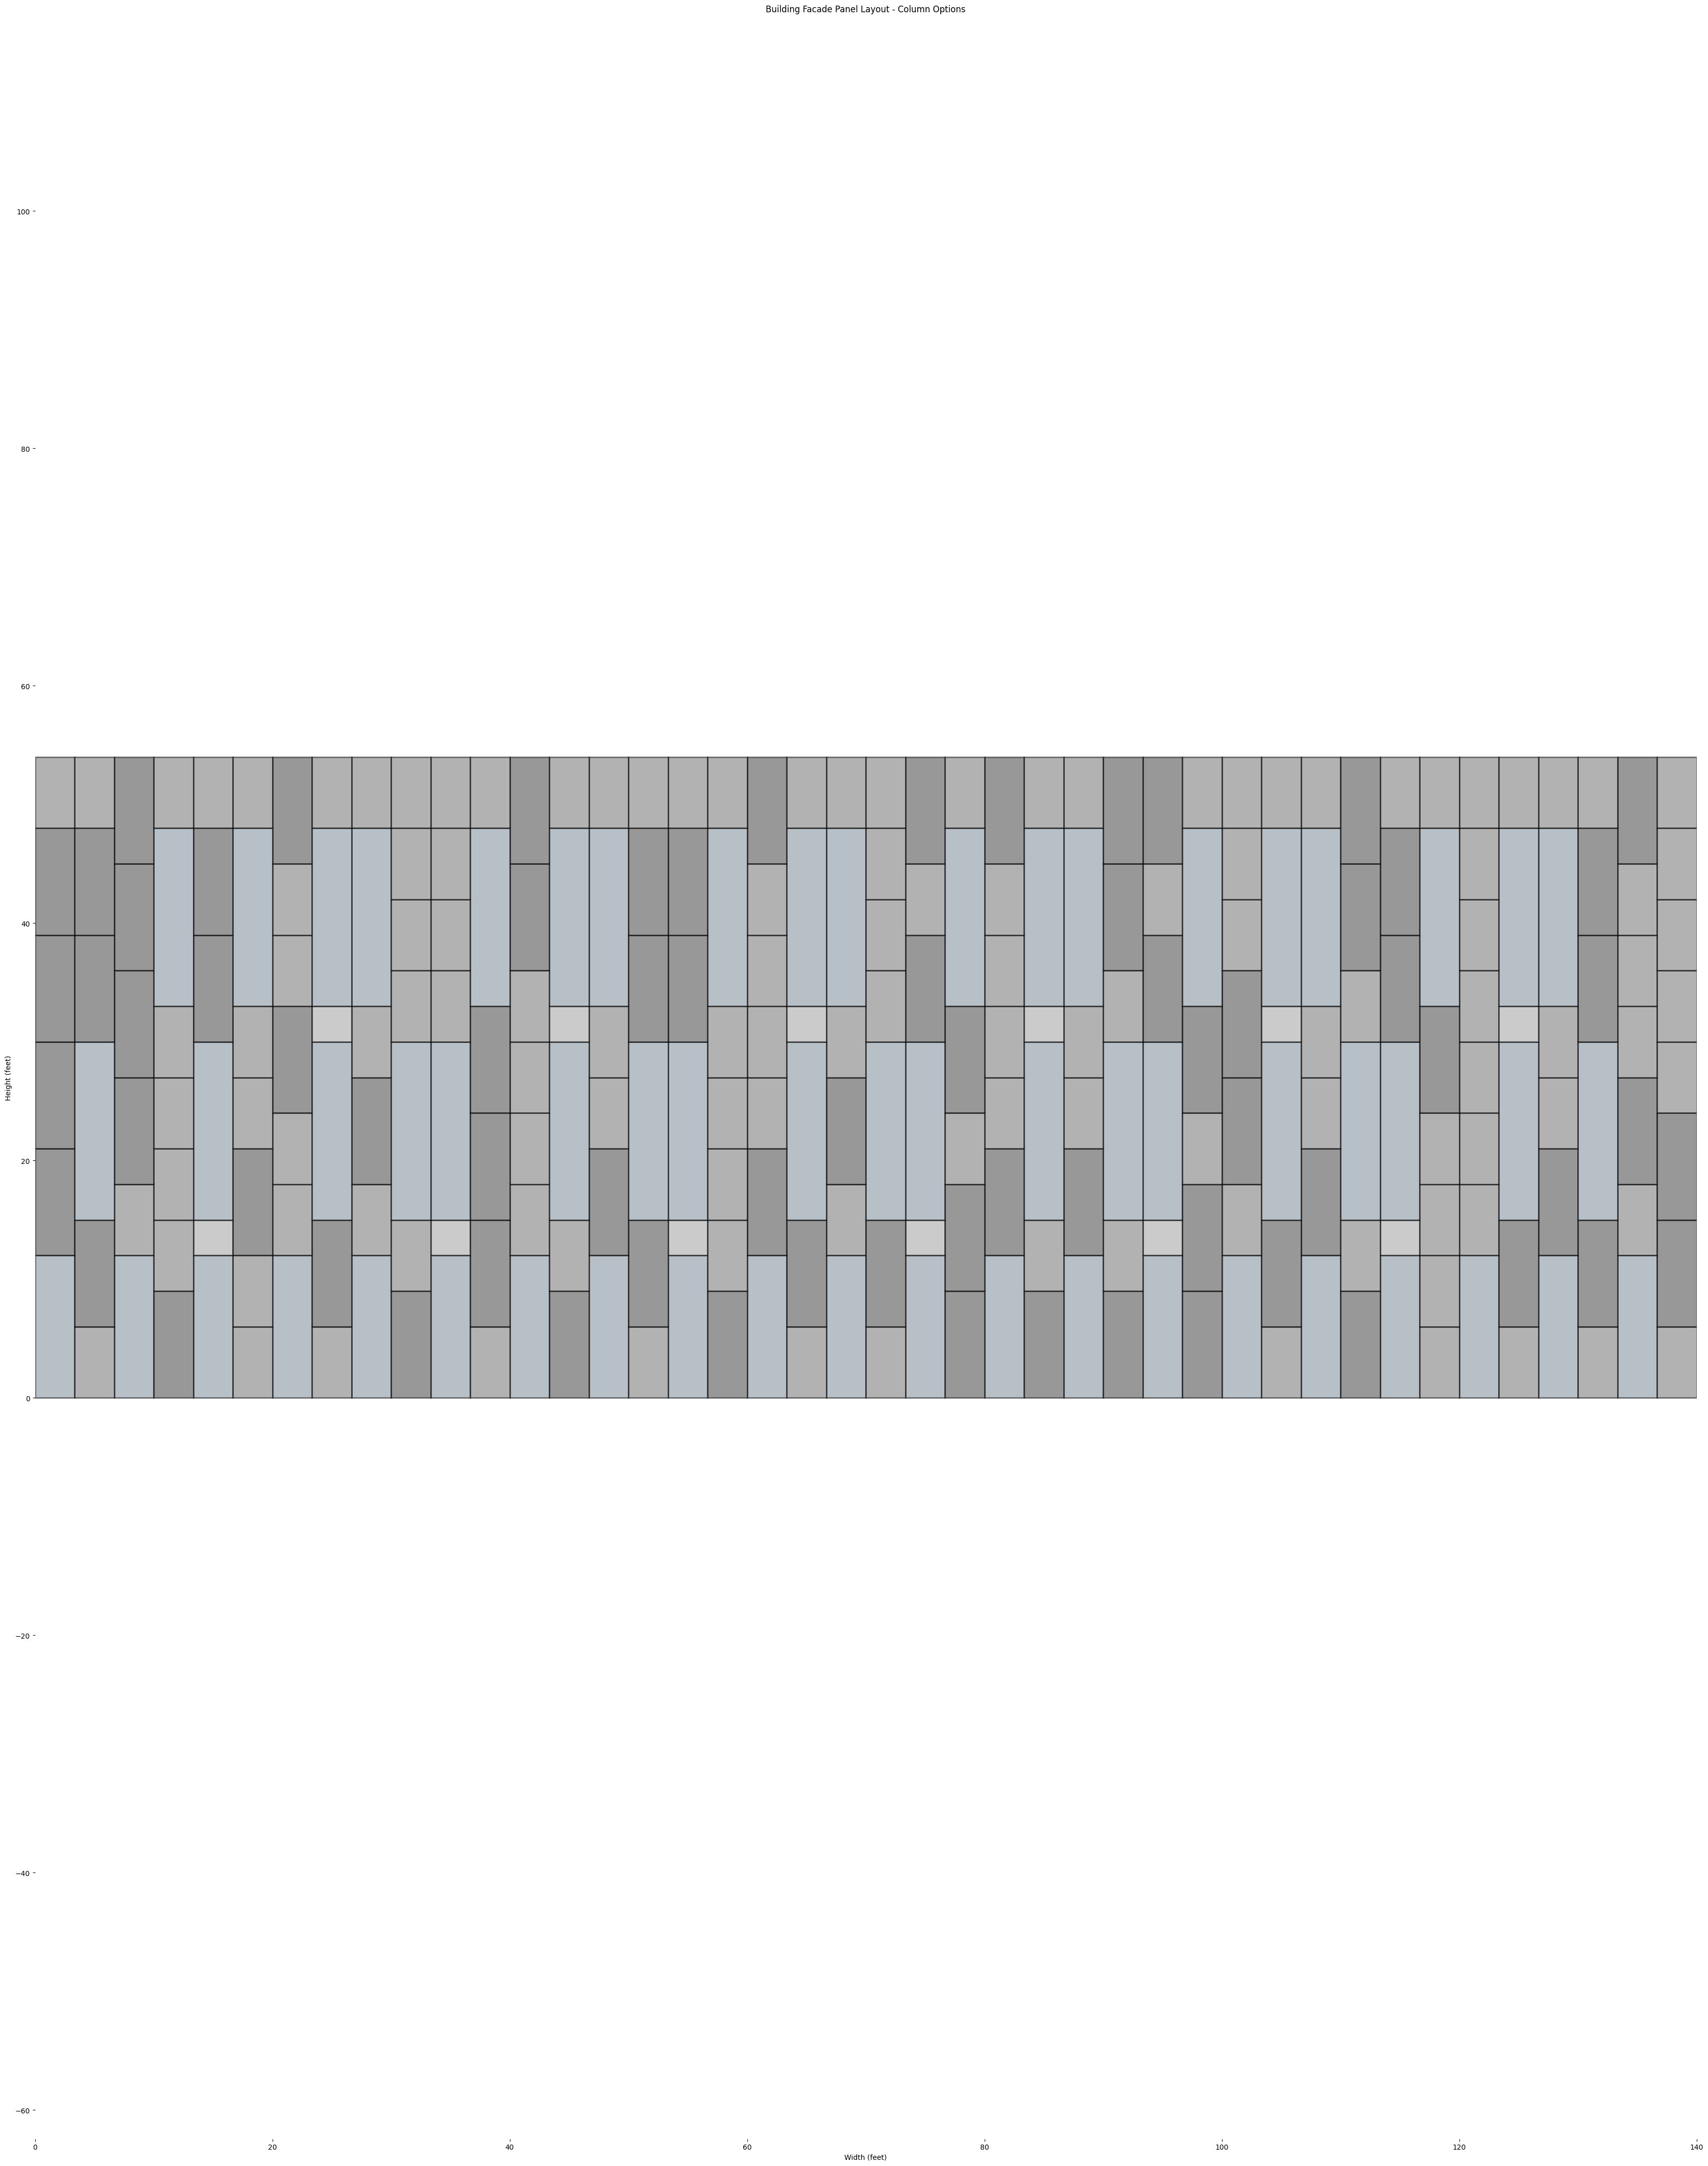 Building Facade Panel Layout - Column Options
100
80
60
40
20
0
−20
−40
−60
Height (feet)
0 20 40 60 80 100 120 140
Width (feet)